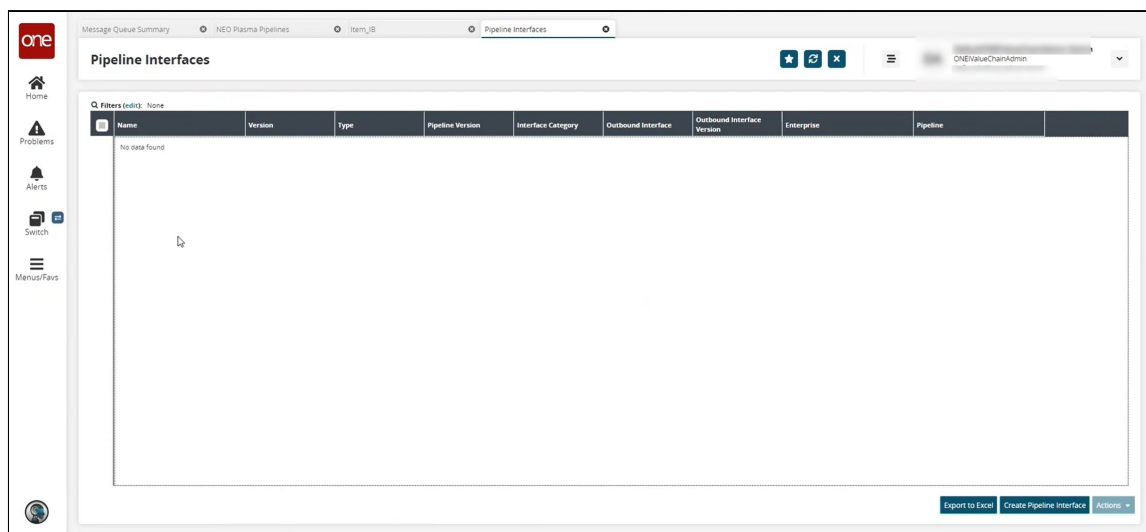 one
Message Queue Summary
NEO Plasma Pipelines
Item_IB
Pipeline Interfaces
Pipeline Interfaces
ONEIValueChainAdmin
Home
Problems
Alerts
Switch
Menus/Favs
Filters (edit): None
Name
Version
Type
Pipeline Version
Interface Category
Outbound Interface
Outbound Interface
Version
Enterprise
Pipeline
No data found
Export to Excel
Create Pipeline Interface
Actions